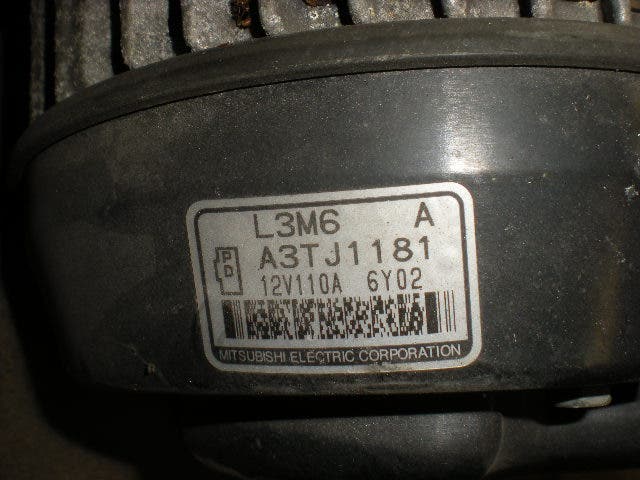 L3M6 A
A3TJ1181
P D
12V110A 6Y02
MITSUBISHI ELECTRIC CORPORATION